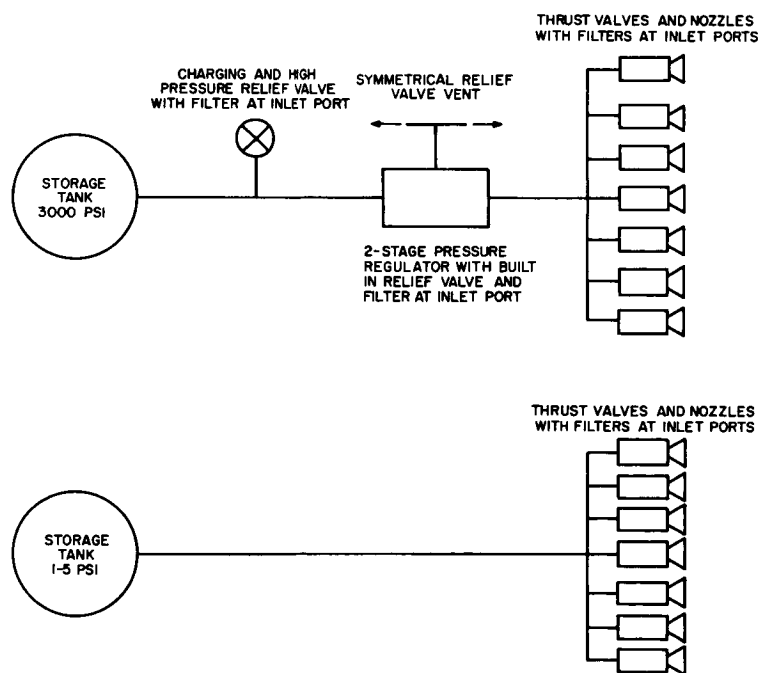 THRUST VALVES AND NOZZLES
WITH FILTERS AT INLET PORTS
CHARGING AND HIGH
PRESSURE RELIEF VALVE
WITH FILTER AT INLET PORT
SYMMETRICAL RELIEF
VALVE VENT
STORAGE
TANK
3000 PSI
2-STAGE PRESSURE
REGULATOR WITH BUILT
IN RELIEF VALVE AND
FILTER AT INLET PORT
THRUST VALVES AND NOZZLES
WITH FILTERS AT INLET PORTS
STORAGE
TANK
1-5 PSI